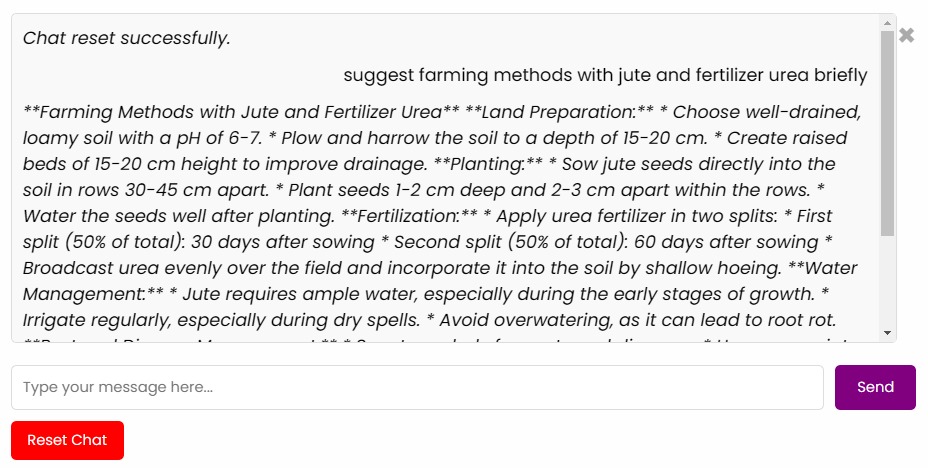 Chat reset successfully.
✖
suggest farming methods with jute and fertilizer urea briefly
**Farming Methods with Jute and Fertilizer Urea** **Land Preparation:** * Choose well-drained,
loamy soil with a pH of 6-7. * Plow and harrow the soil to a depth of 15-20 cm. * Create raised
beds of 15-20 cm height to improve drainage. **Planting:** * Sow jute seeds directly into the
soil in rows 30-45 cm apart. * Plant seeds 1-2 cm deep and 2-3 cm apart within the rows. *
Water the seeds well after planting. **Fertilization:** * Apply urea fertilizer in two splits: * First
split (50% of total): 30 days after sowing * Second split (50% of total): 60 days after sowing *
Broadcast urea evenly over the field and incorporate it into the soil by shallow hoeing. **Water
Management:** * Jute requires ample water, especially during the early stages of growth. *
Irrigate regularly, especially during dry spells. * Avoid overwatering, as it can lead to root rot.
Type your message here...
Send
Reset Chat